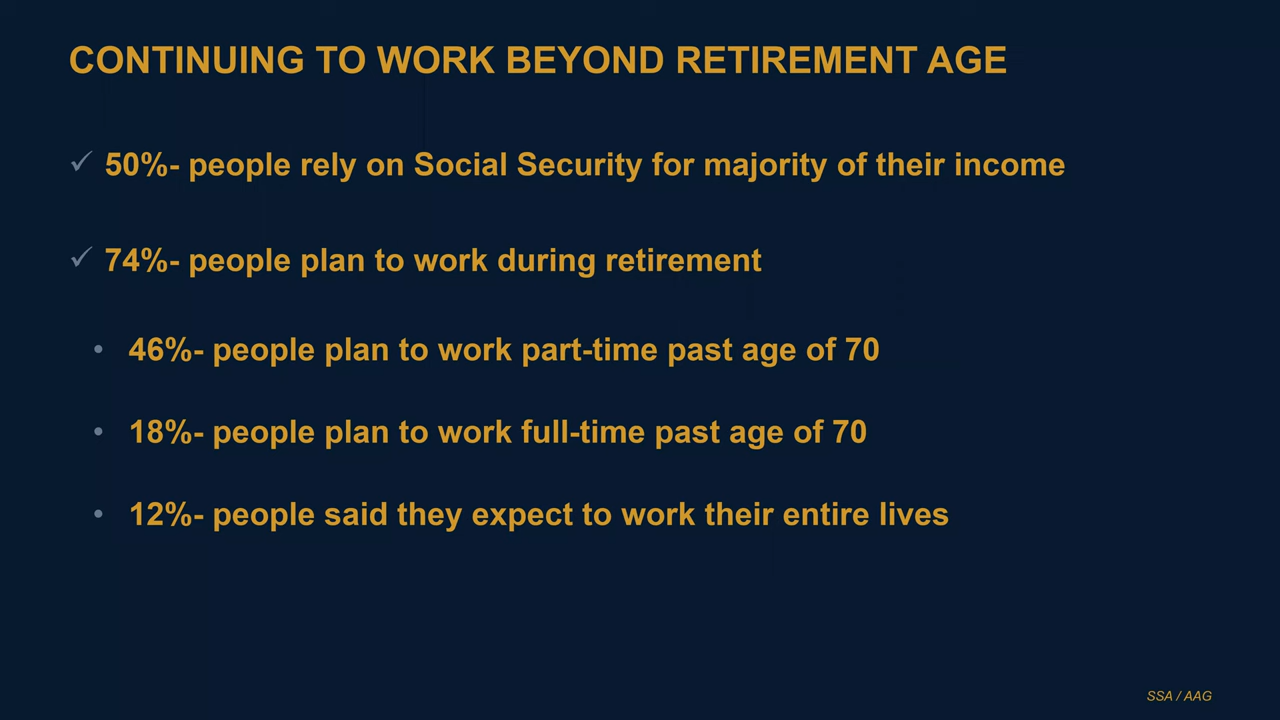 CONTINUING TO WORK BEYOND RETIREMENT AGE
✓ 50%- people rely on Social Security for majority of their income
✓ 74%- people plan to work during retirement
• 46%- people plan to work part-time past age of 70
• 18%- people plan to work full-time past age of 70
• 12%- people said they expect to work their entire lives
SSA / AAG